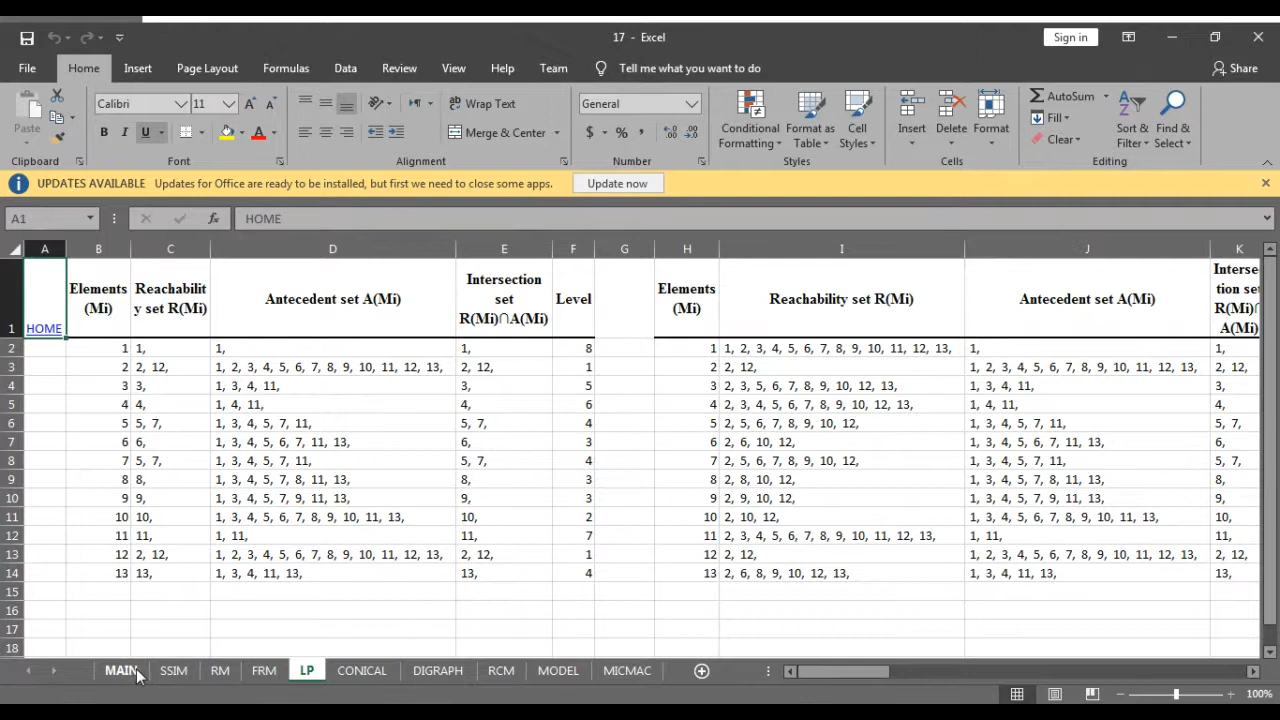 17 - Excel
Sign in
File Home Insert Page Layout Formulas Data Review View Help Team Tell me what you want to do Share
Paste Calibri 11 Wrap Text General Conditional Formatting Format as Table Cell Styles Insert Delete Format AutoSum Sort & Filter Find & Select
B I U Merge & Center $ % Fill Clear
Clipboard Font Alignment Number Styles Cells Editing
UPDATES AVAILABLE Updates for Office are ready to be installed, but first we need to close some apps. Update now
A1 fx HOME
A B C D E F G H I J K
1 HOME Elements (Mi) Reachability set R(Mi) Antecedent set A(Mi) Intersection set R(Mi)∩A(Mi) Level Elements (Mi) Reachability set R(Mi) Antecedent set A(Mi) Intersec tion set R(Mi)∩ A(Mi)
2 1 1, 1, 1, 8 1 1, 2, 3, 4, 5, 6, 7, 8, 9, 10, 11, 12, 13, 1, 1,
3 2 2, 12, 1, 2, 3, 4, 5, 6, 7, 8, 9, 10, 11, 12, 13, 2, 12, 1 2 2, 12, 1, 2, 3, 4, 5, 6, 7, 8, 9, 10, 11, 12, 13, 2, 12,
4 3 3, 1, 3, 4, 11, 3, 5 3 2, 3, 5, 6, 7, 8, 9, 10, 12, 13, 1, 3, 4, 11, 3,
5 4 4, 1, 4, 11, 4, 6 4 2, 3, 4, 5, 6, 7, 8, 9, 10, 12, 13, 1, 4, 11, 4,
6 5 5, 7, 1, 3, 4, 5, 7, 11, 5, 7, 4 5 2, 5, 6, 7, 8, 9, 10, 12, 1, 3, 4, 5, 7, 11, 5, 7,
7 6 6, 1, 3, 4, 5, 6, 7, 11, 13, 6, 3 6 2, 6, 10, 12, 1, 3, 4, 5, 6, 7, 11, 13, 6,
8 7 5, 7, 1, 3, 4, 5, 7, 11, 5, 7, 4 7 2, 5, 6, 7, 8, 9, 10, 12, 1, 3, 4, 5, 7, 11, 5, 7,
9 8 8, 1, 3, 4, 5, 7, 8, 11, 13, 8, 3 8 2, 8, 10, 12, 1, 3, 4, 5, 7, 8, 11, 13, 8,
10 9 9, 1, 3, 4, 5, 7, 9, 11, 13, 9, 3 9 2, 9, 10, 12, 1, 3, 4, 5, 7, 9, 11, 13, 9,
11 10 10, 1, 3, 4, 5, 6, 7, 8, 9, 10, 11, 13, 10, 2 10 2, 10, 12, 1, 3, 4, 5, 6, 7, 8, 9, 10, 11, 13, 10,
12 11 11, 1, 11, 11, 7 11 2, 3, 4, 5, 6, 7, 8, 9, 10, 11, 12, 13, 1, 11, 11,
13 12 2, 12, 1, 2, 3, 4, 5, 6, 7, 8, 9, 10, 11, 12, 13, 2, 12, 1 12 2, 12, 1, 2, 3, 4, 5, 6, 7, 8, 9, 10, 11, 12, 13, 2, 12,
14 13 13, 1, 3, 4, 11, 13, 13, 4 13 2, 6, 8, 9, 10, 12, 13, 1, 3, 4, 11, 13, 13,
15
16
17
18
MAIN SSIM RM FRM LP CONICAL DIGRAPH RCM MODEL MICMAC
100%